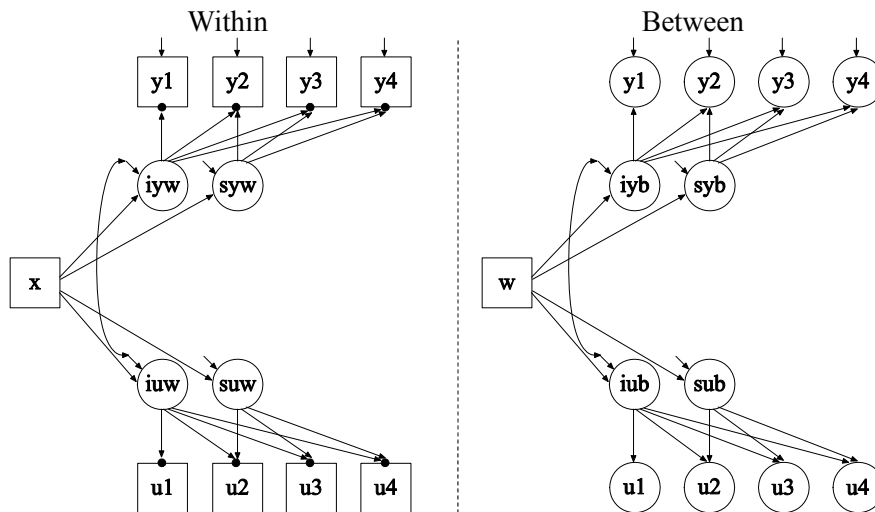 Within
Between
y1 y2 y3 y4
y1 y2 y3 y4
iyw syw
iyb syb
x
w
iuw suw
iub sub
u1 u2 u3 u4
u1 u2 u3 u4